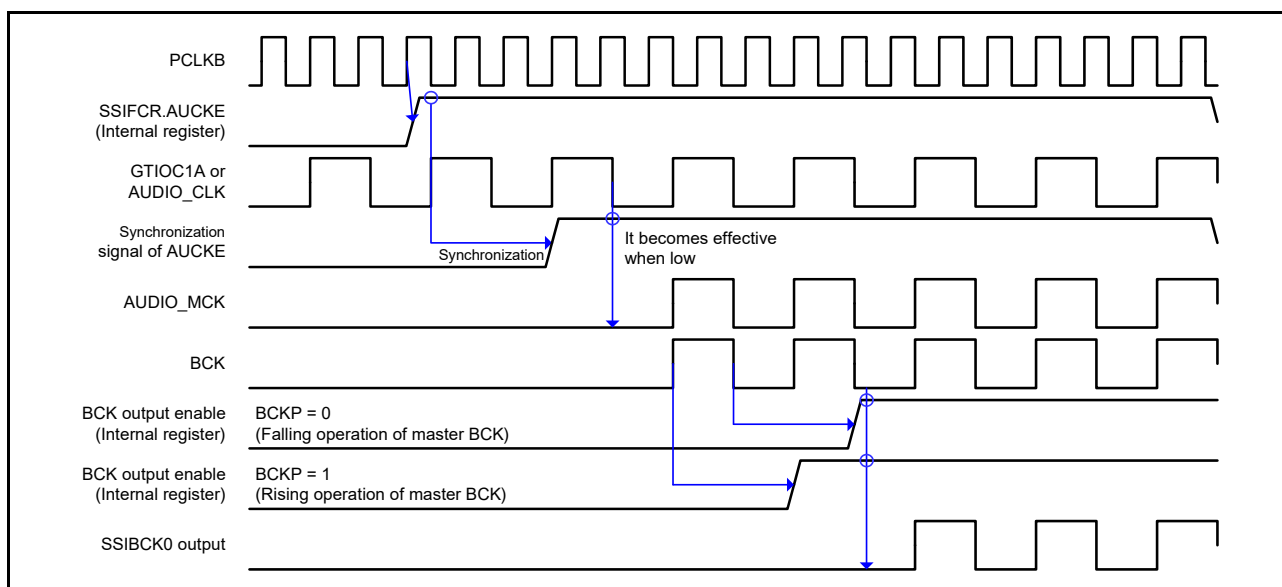 PCLKB
SSIFCR.AUCKE
(Internal register)
GTIOC1A or
AUDIO_CLK
Synchronization
signal of AUCKE
Synchronization
It becomes effective
when low
AUDIO_MCK
BCK
BCK output enable
(Internal register)
BCKP = 0
(Falling operation of master BCK)
BCK output enable
(Internal register)
BCKP = 1
(Rising operation of master BCK)
SSIBCK0 output